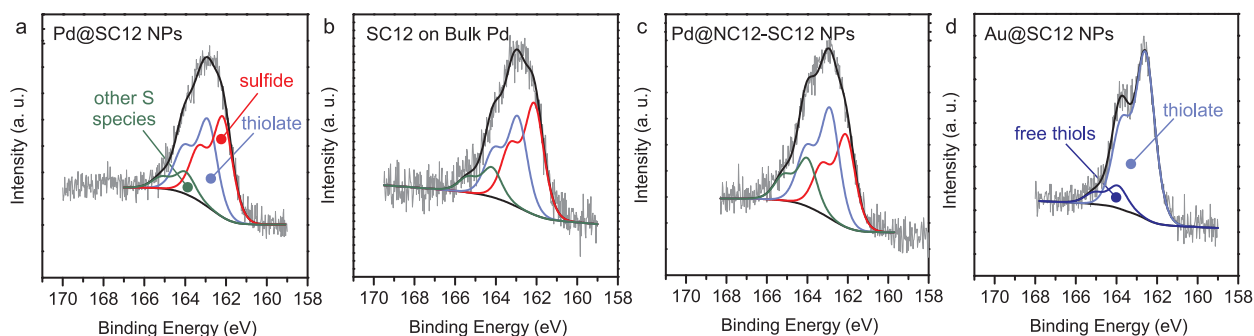 a
Pd@SC12 NPs
other S
species
sulfide
thiolate
Intensity (a. u.)
170 168 166 164 162 160 158
Binding Energy (eV)
b
SC12 on Bulk Pd
Intensity (a. u.)
170 168 166 164 162 160 158
Binding Energy (eV)
c
Pd@NC12-SC12 NPs
Intensity (a. u.)
170 168 166 164 162 160 158
Binding Energy (eV)
d
Au@SC12 NPs
free thiols
thiolate
Intensity (a. u.)
170 168 166 164 162 160 158
Binding Energy (eV)